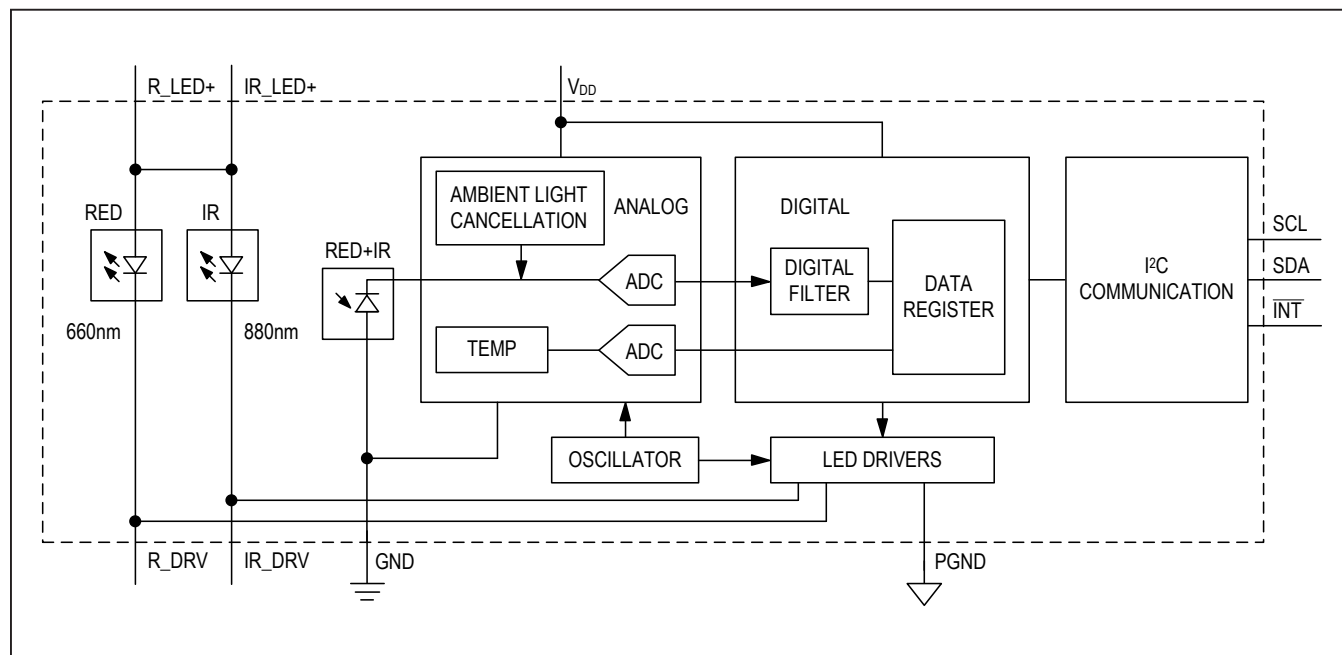 R_LED+ IR_LED+ VDD
AMBIENT LIGHT
CANCELLATION
ANALOG
DIGITAL
RED IR
RED+IR
SCL
ADC
DIGITAL
FILTER
DATA
REGISTER
I²C
COMMUNICATION
SDA
INT
660nm 880nm
TEMP
ADC
OSCILLATOR
LED DRIVERS
R_DRV IR_DRV GND PGND